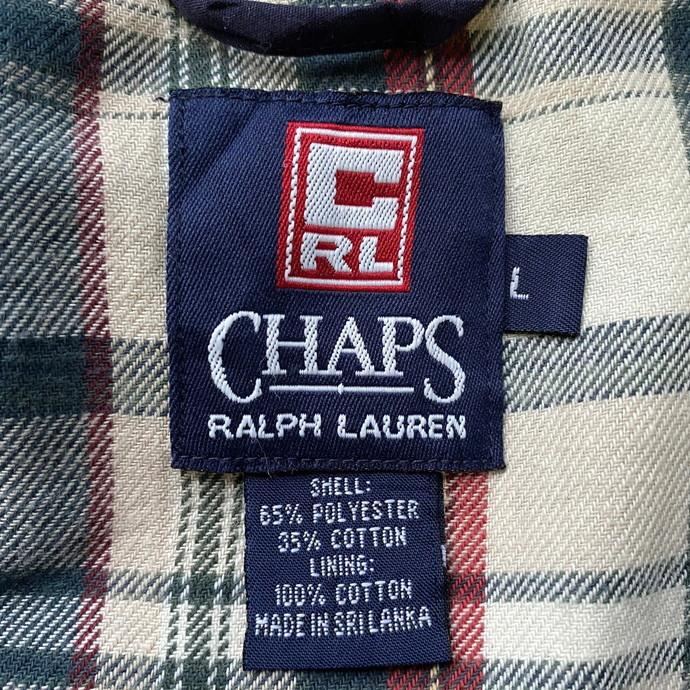 C
RL
CHAPS
RALPH LAUREN
L
SHELL:
65% POLYESTER
35% COTTON
LINING:
100% COTTON
MADE IN SRI LANKA